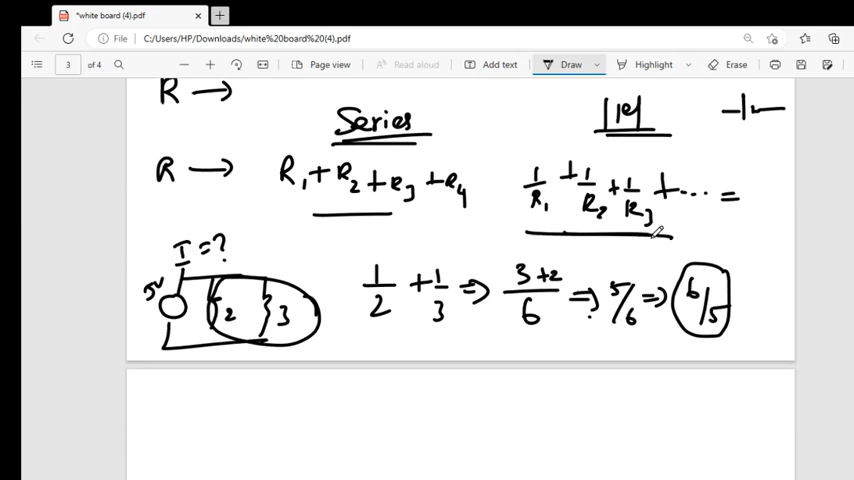 *white board (4).pdf
File | C:/Users/HP/Downloads/white%20board%20(4).pdf
3 of 4 Page view Read aloud Add text Draw Highlight Erase
R →
Series ||el
R → R1 + R2 + R3 + R4 1/R1 + 1/R2 + 1/R3 + ... =
I = ?
5V 2 3 1/2 + 1/3 ⇒ 3+2/6 ⇒ 5/6 ⇒ 6/5